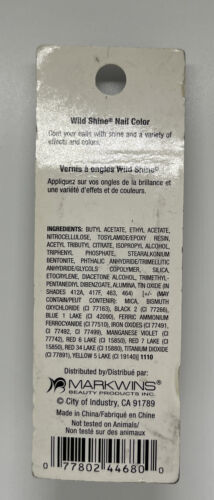 Wild Shine® Nail Color
Coat your nails with shine and a variety of
effects and colors.
Vernis à ongles Wild Shine®
Appliquez sur vos ongles de la brillance et
une variété d'effets et de couleurs.
INGREDIENTS: BUTYL ACETATE, ETHYL ACETATE,
NITROCELLULOSE, TOSYLAMIDE/EPOXY RESIN,
ACETYL TRIBUTYL CITRATE, ISOPROPYL ALCOHOL,
TRIPHENYL PHOSPHATE, STEARALKONIUM
BENTONITE, PHTHALIC ANHYDRIDE/TRIMELLITIC
ANHYDRIDE/GLYCOLS COPOLYMER, SILICA,
ETOCRYLENE, DIACETONE ALCOHOL, TRIMETHYL-
PENTANEDIYL DIBENZOATE, ALUMINA, TIN OXIDE (IN
SHADES 412A, 417F, 463, 464) [+/- (MAY
CONTAIN/PEUT CONTENIR): MICA, BISMUTH
OXYCHLORIDE (CI 77163), BLACK 2 (CI 77266),
BLUE 1 LAKE (CI 42090), FERRIC AMMONIUM
FERROCYANIDE (CI 77510), IRON OXIDES (CI 77491,
CI 77492, CI 77499), MANGANESE VIOLET (CI
77742), RED 6 LAKE (CI 15850), RED 7 LAKE (CI
15850), RED 34 LAKE (CI 15880), TITANIUM DIOXIDE
(CI 77891), YELLOW 5 LAKE (CI 19140)] 1110
Distributed by/Distribué par:
MARKWINS®
BEAUTY PRODUCTS INC.
© City of Industry, CA 91789
Made in China/Fabriqué en Chine
Not tested on Animals/
Non testé sur des animaux
0 77802 44680 0